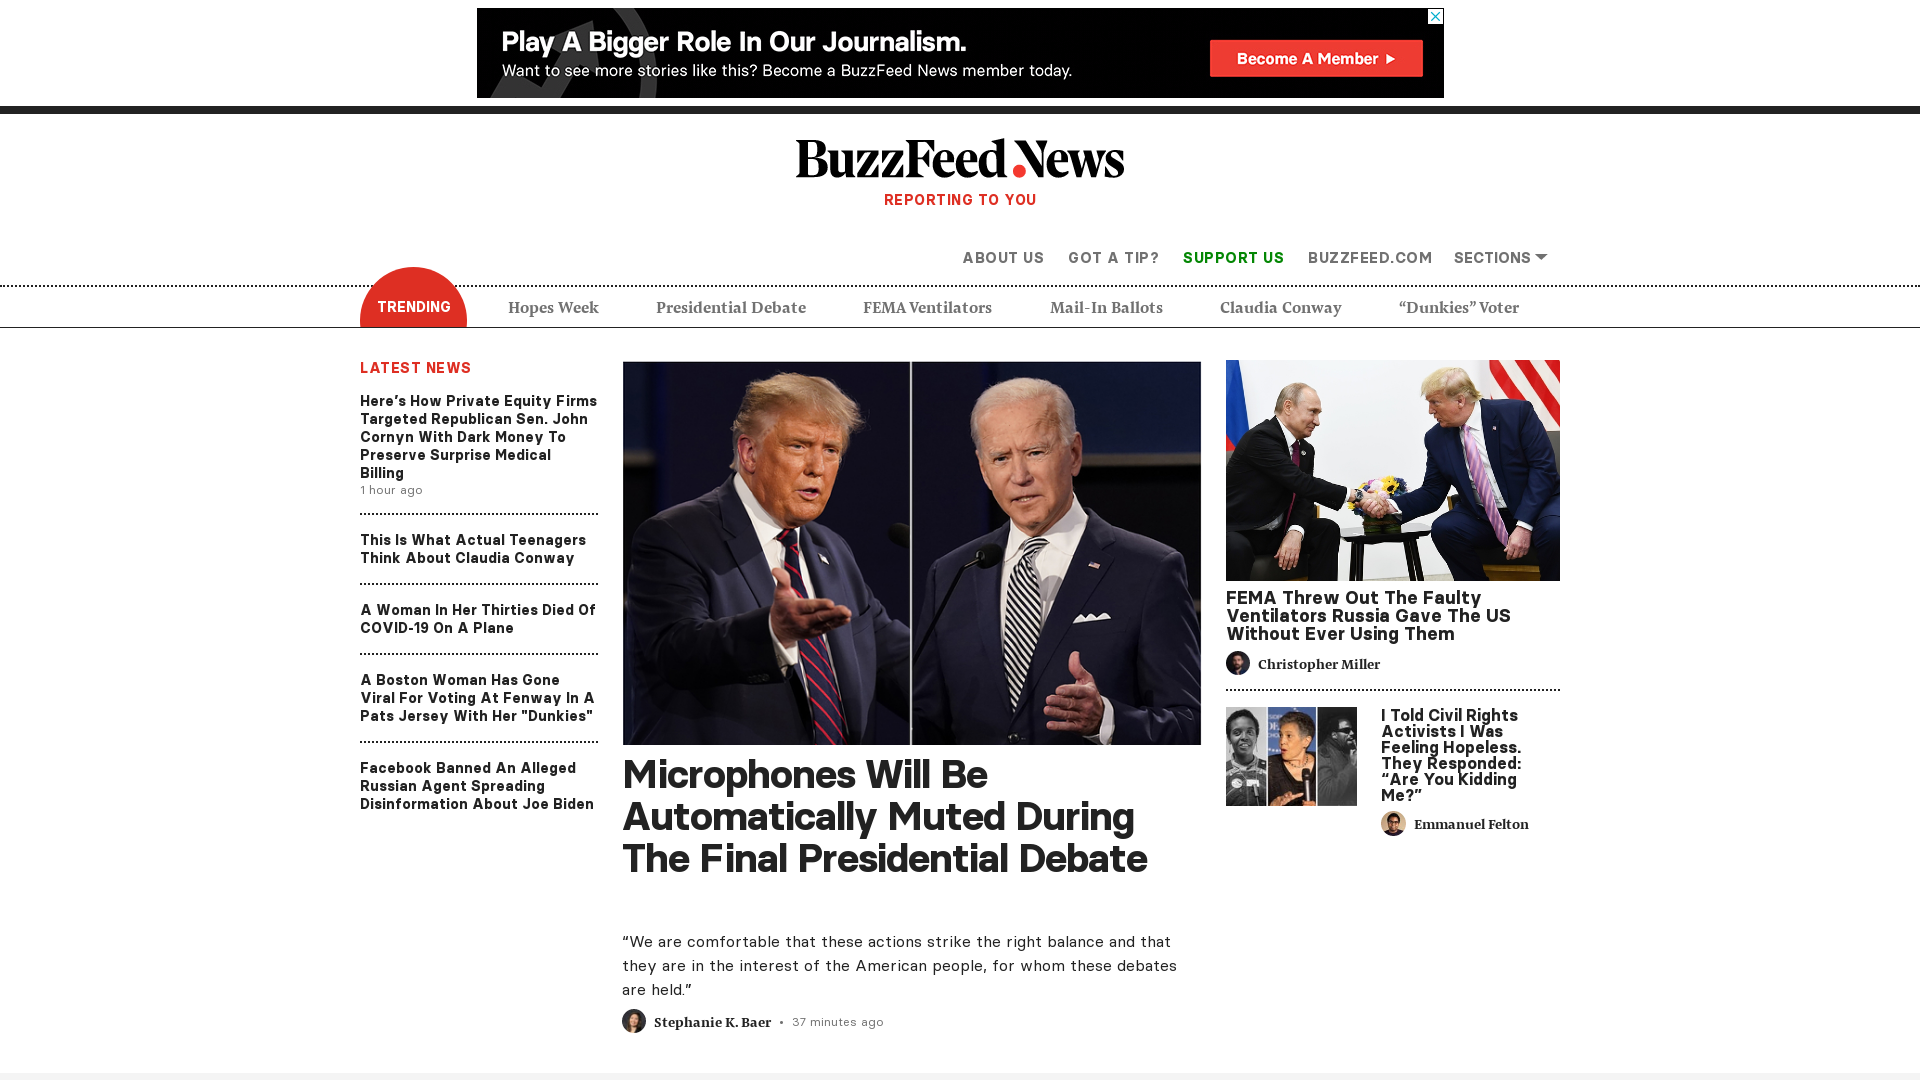 Play A Bigger Role In Our Journalism.
Want to see more stories like this? Become a BuzzFeed News member today.
Become A Member
BuzzFeed News
REPORTING TO YOU
ABOUT US
GOT A TIP?
SUPPORT US
BUZZFEED.COM
SECTIONS
TRENDING
Hopes Week
Presidential Debate
FEMA Ventilators
Mail-In Ballots
Claudia Conway
“Dunkies” Voter
LATEST NEWS
Here’s How Private Equity Firms
Targeted Republican Sen. John
Cornyn With Dark Money To
Preserve Surprise Medical
Billing
1 hour ago
This Is What Actual Teenagers
Think About Claudia Conway
A Woman In Her Thirties Died Of
COVID-19 On A Plane
A Boston Woman Has Gone
Viral For Voting At Fenway In A
Pats Jersey With Her "Dunkies"
Facebook Banned An Alleged
Russian Agent Spreading
Disinformation About Joe Biden
Microphones Will Be
Automatically Muted During
The Final Presidential Debate
“We are comfortable that these actions strike the right balance and that
they are in the interest of the American people, for whom these debates
are held.”
Stephanie K. Baer • 37 minutes ago
FEMA Threw Out The Faulty
Ventilators Russia Gave The US
Without Ever Using Them
Christopher Miller
I Told Civil Rights
Activists I Was
Feeling Hopeless.
They Responded:
“Are You Kidding
Me?”
Emmanuel Felton